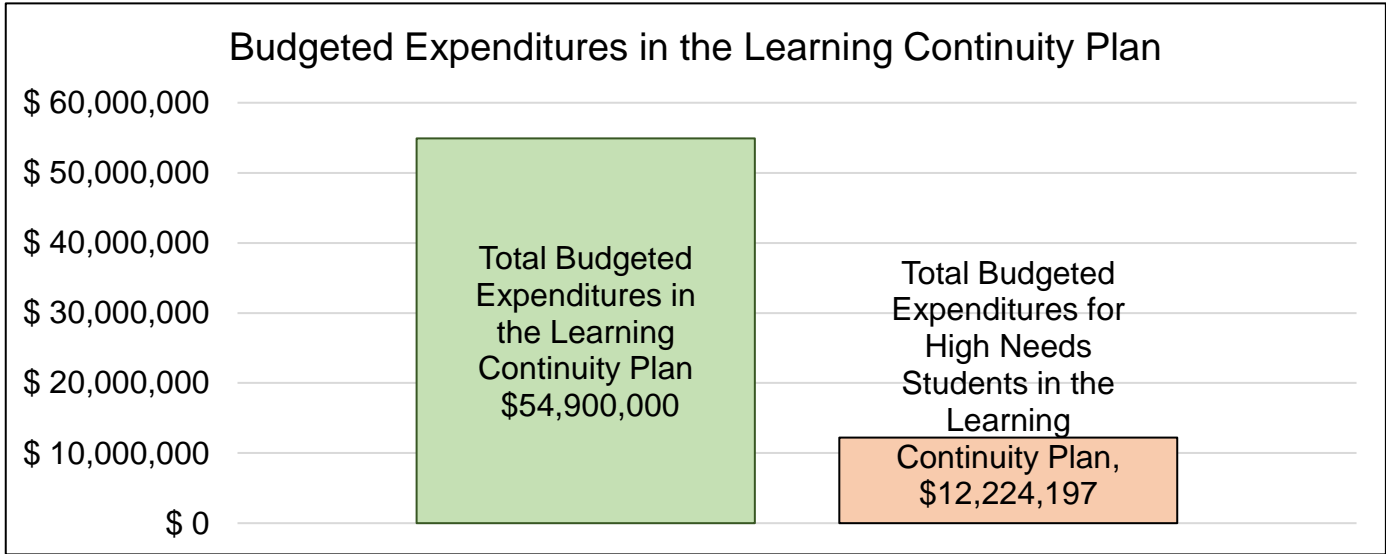 Budgeted Expenditures in the Learning Continuity Plan
$ 60,000,000
$ 50,000,000
$ 40,000,000
$ 30,000,000
$ 20,000,000
$ 10,000,000
$ 0
Total Budgeted
Expenditures in
the Learning
Continuity Plan
$54,900,000
Total Budgeted
Expenditures for
High Needs
Students in the
Learning
Continuity Plan,
$12,224,197